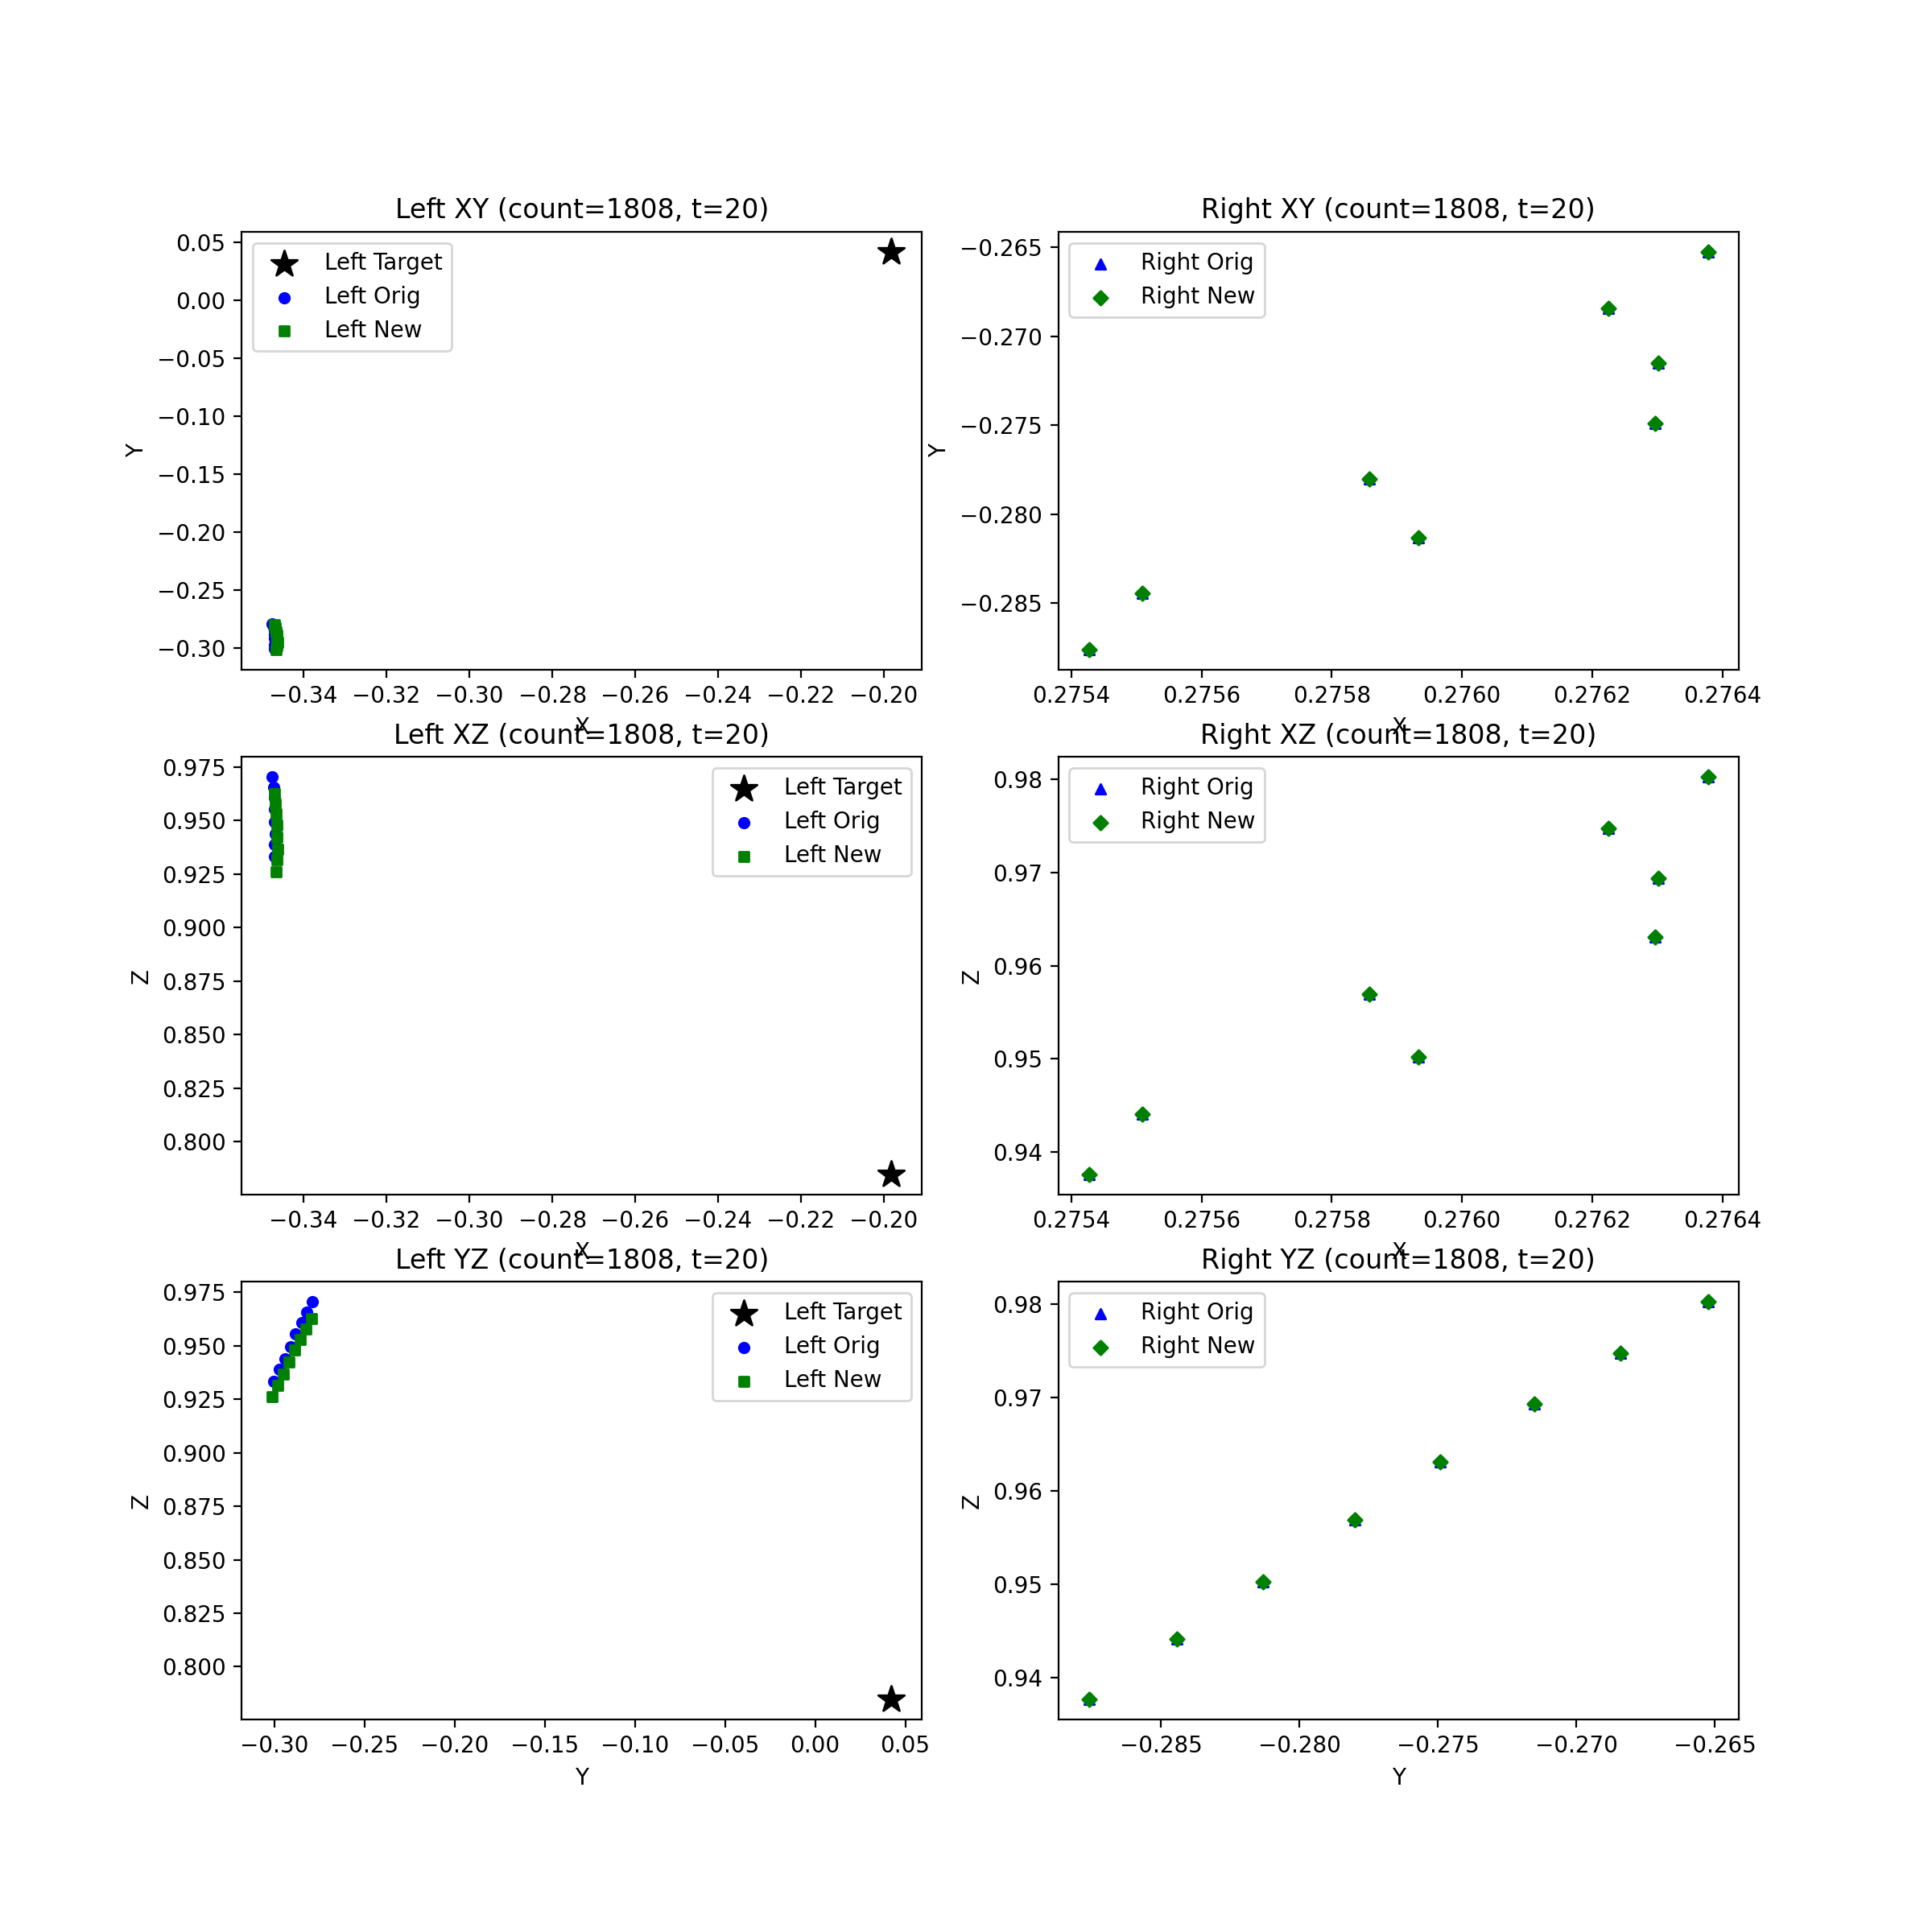 Left XY (count=1808, t=20)
Left Target
Left Orig
Left New
0.05
0.00
−0.05
−0.10
−0.15
−0.20
−0.25
−0.30
Y
−0.34 −0.32 −0.30 −0.28 −0.26 −0.24 −0.22 −0.20
X
Right XY (count=1808, t=20)
Right Orig
Right New
−0.265
−0.270
−0.275
−0.280
−0.285
Y
0.2754 0.2756 0.2758 0.2760 0.2762 0.2764
X
Left XZ (count=1808, t=20)
Left Target
Left Orig
Left New
0.975
0.950
0.925
0.900
0.875
0.850
0.825
0.800
Z
−0.34 −0.32 −0.30 −0.28 −0.26 −0.24 −0.22 −0.20
X
Right XZ (count=1808, t=20)
Right Orig
Right New
0.98
0.97
0.96
0.95
0.94
Z
0.2754 0.2756 0.2758 0.2760 0.2762 0.2764
X
Left YZ (count=1808, t=20)
Left Target
Left Orig
Left New
0.975
0.950
0.925
0.900
0.875
0.850
0.825
0.800
Z
−0.30 −0.25 −0.20 −0.15 −0.10 −0.05 0.00 0.05
Y
Right YZ (count=1808, t=20)
Right Orig
Right New
0.98
0.97
0.96
0.95
0.94
Z
−0.285 −0.280 −0.275 −0.270 −0.265
Y